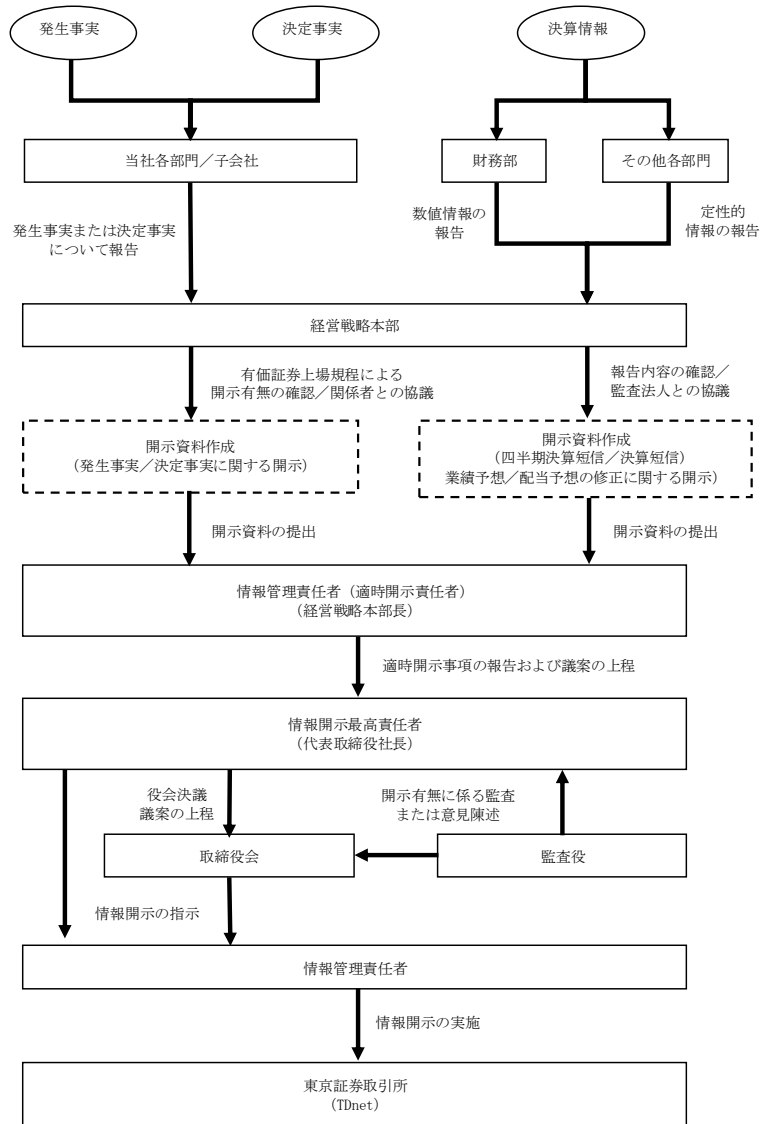 発生事実
決定事実
決算情報
当社各部門／子会社
財務部
その他各部門
発生事実または決定事実
について報告
数値情報の
報告
定性的
情報の報告
経営戦略本部
有価証券上場規程による
開示有無の確認／関係者との協議
報告内容の確認／
監査法人との協議
開示資料作成
（発生事実／決定事実に関する開示）
開示資料作成
（四半期決算短信／決算短信）
業績予想／配当予想の修正に関する開示）
開示資料の提出
開示資料の提出
情報管理責任者（適時開示責任者）
（経営戦略本部長）
適時開示事項の報告および議案の上程
情報開示最高責任者
（代表取締役社長）
役会決議
議案の上程
開示有無に係る監査
または意見陳述
取締役会
監査役
情報開示の指示
情報管理責任者
情報開示の実施
東京証券取引所
（TDnet）